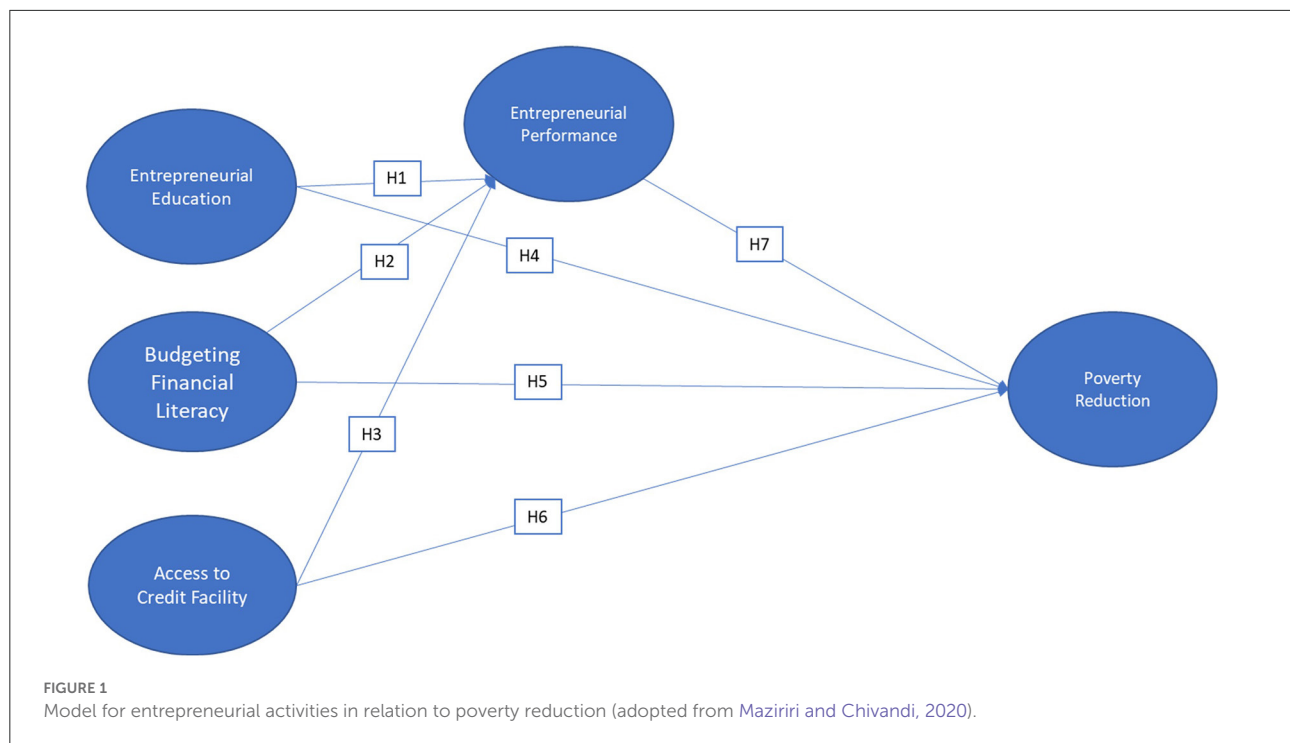 Entrepreneurial
Performance
Entrepreneurial
Education
H1
H2
H4
H7
Budgeting
Financial
Literacy
H5
Poverty
Reduction
H3
H6
Access to
Credit Facility
FIGURE 1
Model for entrepreneurial activities in relation to poverty reduction (adopted from Maziriri and Chivandi, 2020).